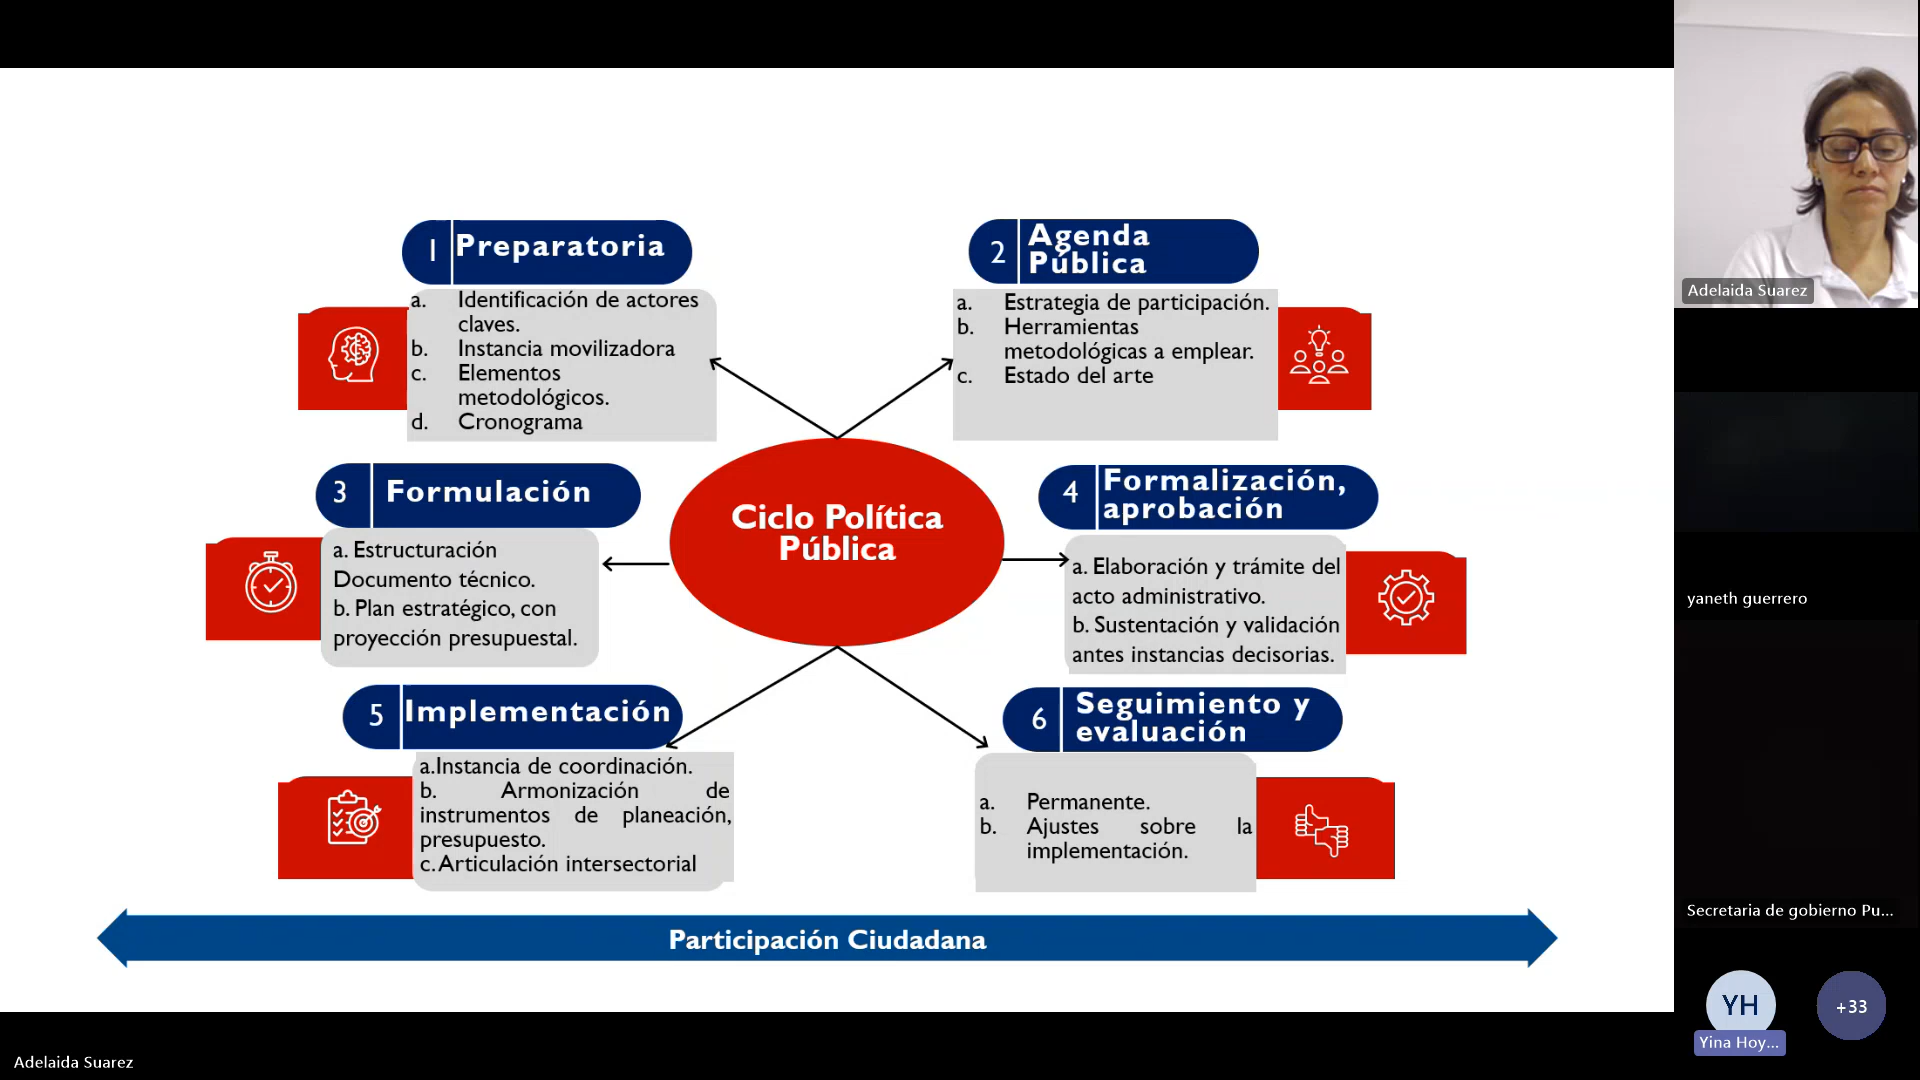 1 Preparatoria
a. Identificación de actores
claves.
b. Instancia movilizadora
c. Elementos
metodológicos.
d. Cronograma
2 Agenda
Pública
a. Estrategia de participación.
b. Herramientas
metodológicas a emplear.
c. Estado del arte
3 Formulación
a. Estructuración
Documento técnico.
b. Plan estratégico, con
proyección presupuestal.
Ciclo Política
Pública
4 Formalización,
aprobación
a. Elaboración y trámite del
acto administrativo.
b. Sustentación y validación
antes instancias decisorias.
5 Implementación
a.Instancia de coordinación.
b. Armonización de
instrumentos de planeación,
presupuesto.
c.Articulación intersectorial
6 Seguimiento y
evaluación
a. Permanente.
b. Ajustes sobre la
implementación.
Participación Ciudadana
Adelaida Suarez
Adelaida Suarez
yaneth guerrero
Secretaria de gobierno Pu...
YH
Yina Hoy...
+33